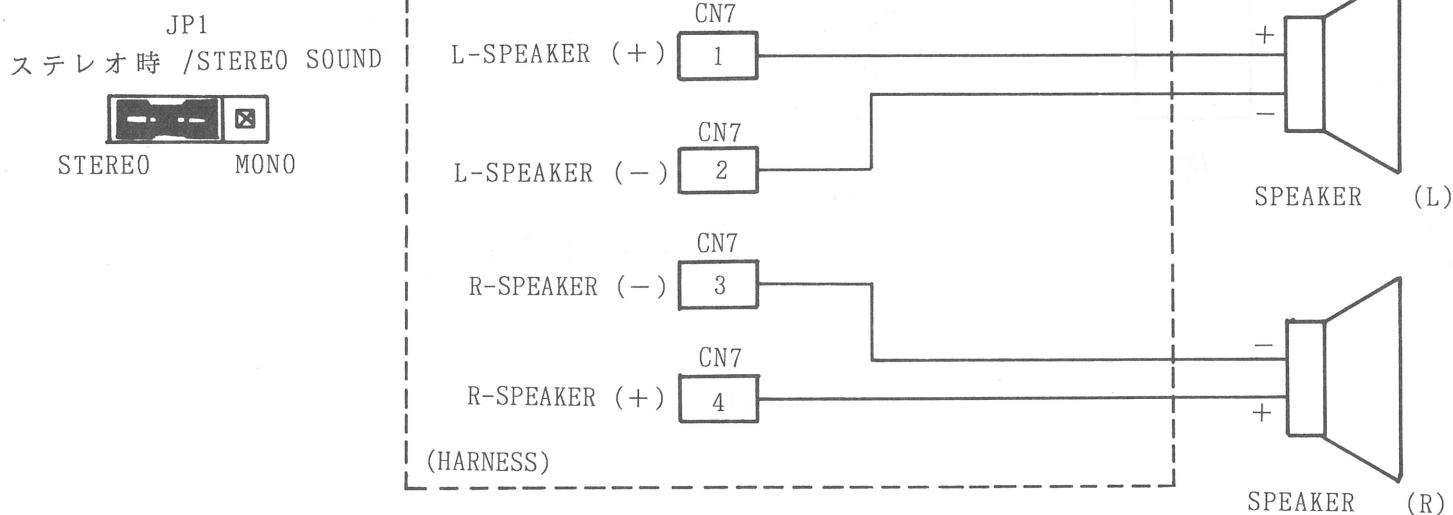 JP1
ステレオ時 /STEREO SOUND
STEREO MONO
CN7
L-SPEAKER (+) 1
CN7
L-SPEAKER (−) 2
CN7
R-SPEAKER (−) 3
CN7
R-SPEAKER (+) 4
(HARNESS)
+
−
SPEAKER (L)
−
+
SPEAKER (R)